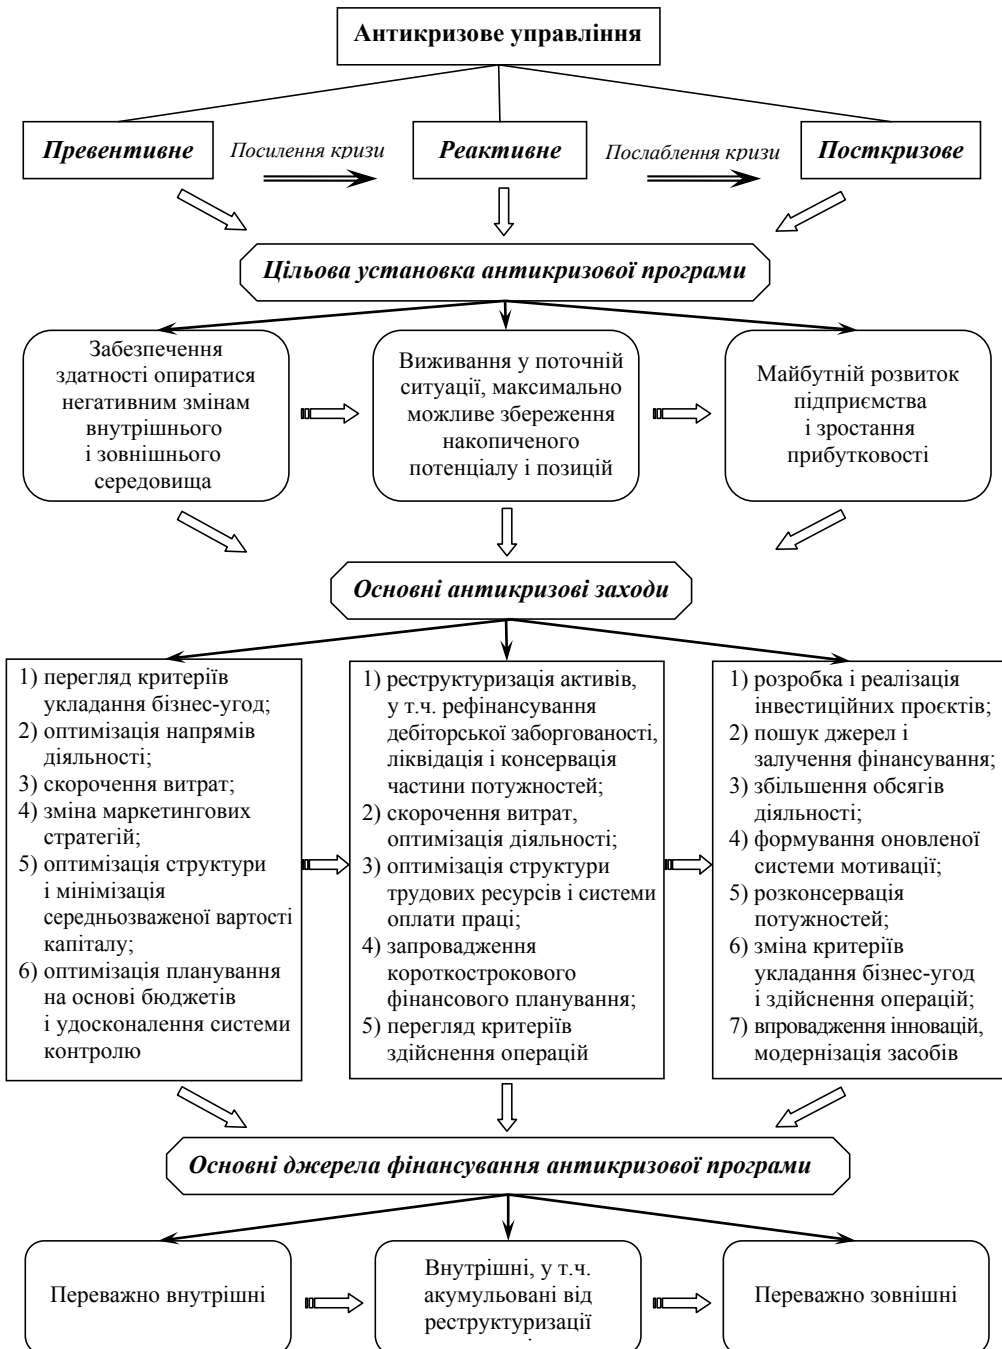 Антикризове управління
Превентивне
Посилення кризи
Реактивне
Послаблення кризи
Посткризове
Цільова установка антикризової програми
Забезпечення
здатності опиратися
негативним змінам
внутрішнього
і зовнішнього
середовища
Виживання у поточній
ситуації, максимально
можливе збереження
накопиченого
потенціалу і позицій
Майбутній розвиток
підприємства
і зростання
прибутковості
Основні антикризові заходи
1) перегляд критеріїв
укладання бізнес-угод;
2) оптимізація напрямів
діяльності;
3) скорочення витрат;
4) зміна маркетингових
стратегій;
5) оптимізація структури
і мінімізація
середньозваженої вартості
капіталу;
6) оптимізація планування
на основі бюджетів
і удосконалення системи
контролю
1) реструктуризація активів,
у т.ч. рефінансування
дебіторської заборгованості,
ліквідація і консервація
частини потужностей;
2) скорочення витрат,
оптимізація діяльності;
3) оптимізація структури
трудових ресурсів і системи
оплати праці;
4) запровадження
короткострокового
фінансового планування;
5) перегляд критеріїв
здійснення операцій
1) розробка і реалізація
інвестиційних проєктів;
2) пошук джерел і
залучення фінансування;
3) збільшення обсягів
діяльності;
4) формування оновленої
системи мотивації;
5) розконсервація
потужностей;
6) зміна критеріїв
укладання бізнес-угод
і здійснення операцій;
7) впровадження інновацій,
модернізація засобів
Основні джерела фінансування антикризової програми
Переважно внутрішні
Внутрішні, у т.ч.
акумульовані від
реструктуризації
Переважно зовнішні